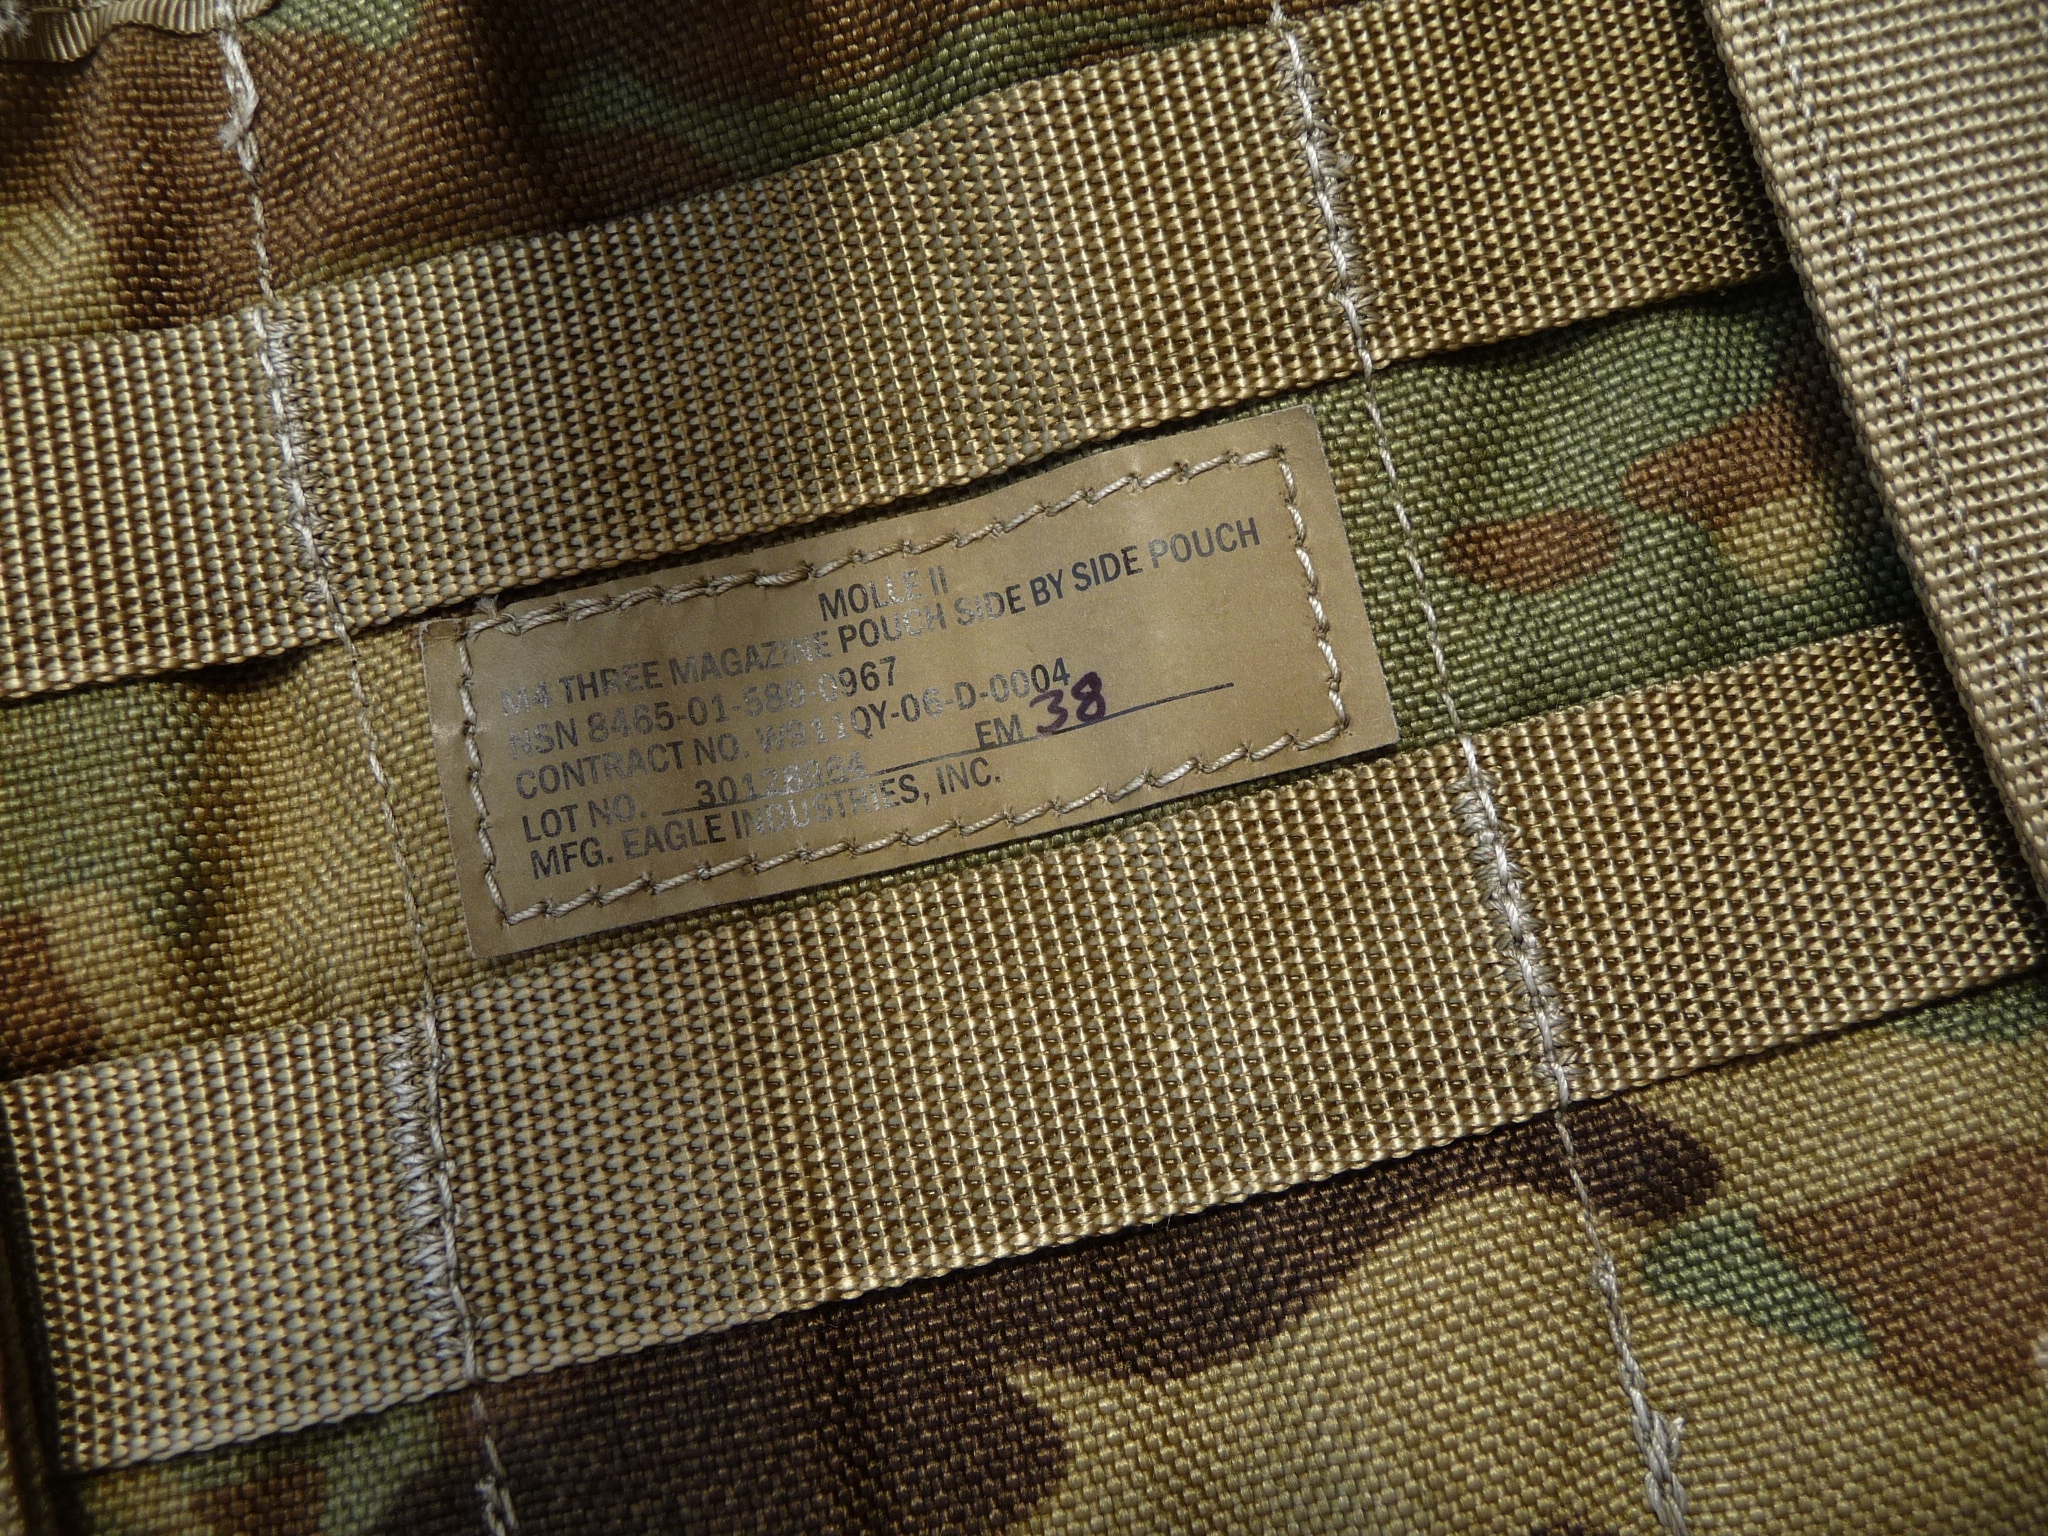 MOLLE II
M4 THREE MAGAZINE POUCH SIDE BY SIDE POUCH
NSN 8465-01-580-0967
CONTRACT NO. W911QY-06-D-0004
LOT NO. EM 38
MFG. EAGLE INDUSTRIES, INC.